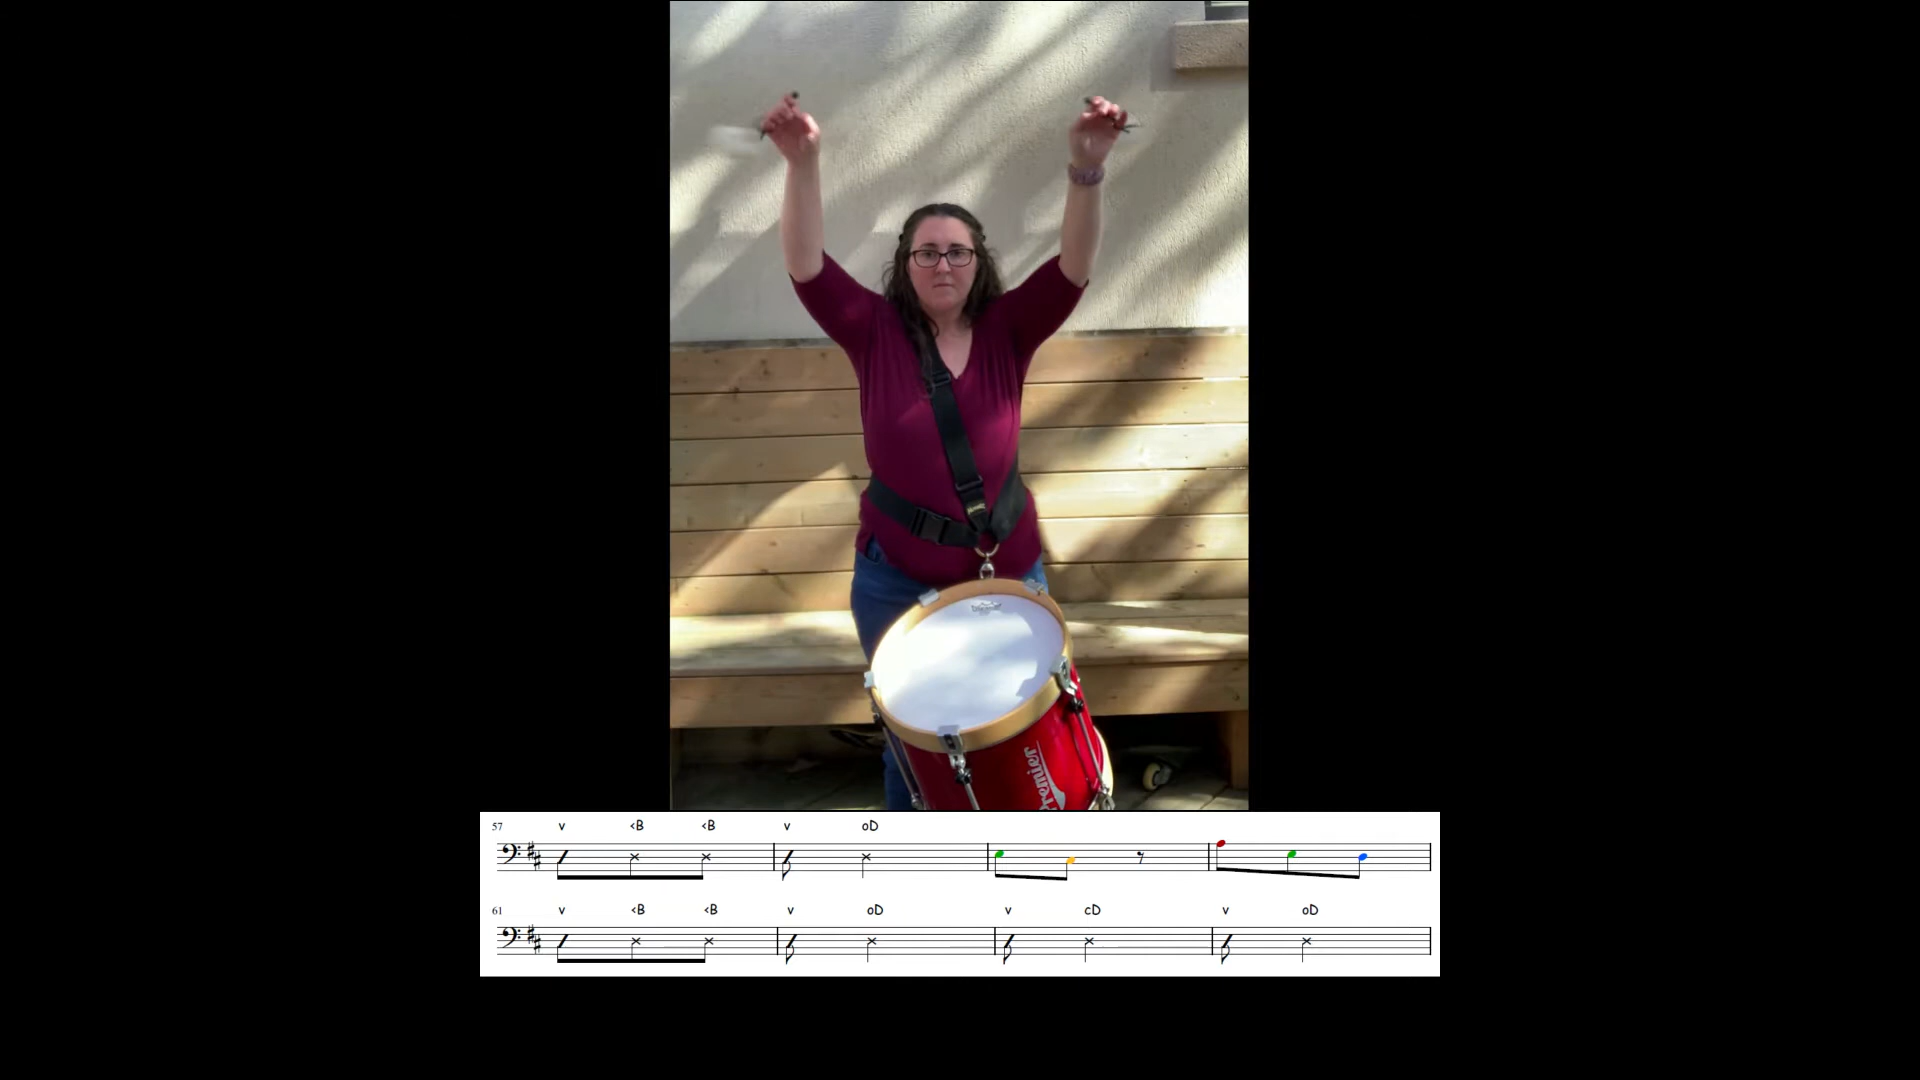 Premier
57 v <B <B v oD
61 v <B <B v oD v cD v oD